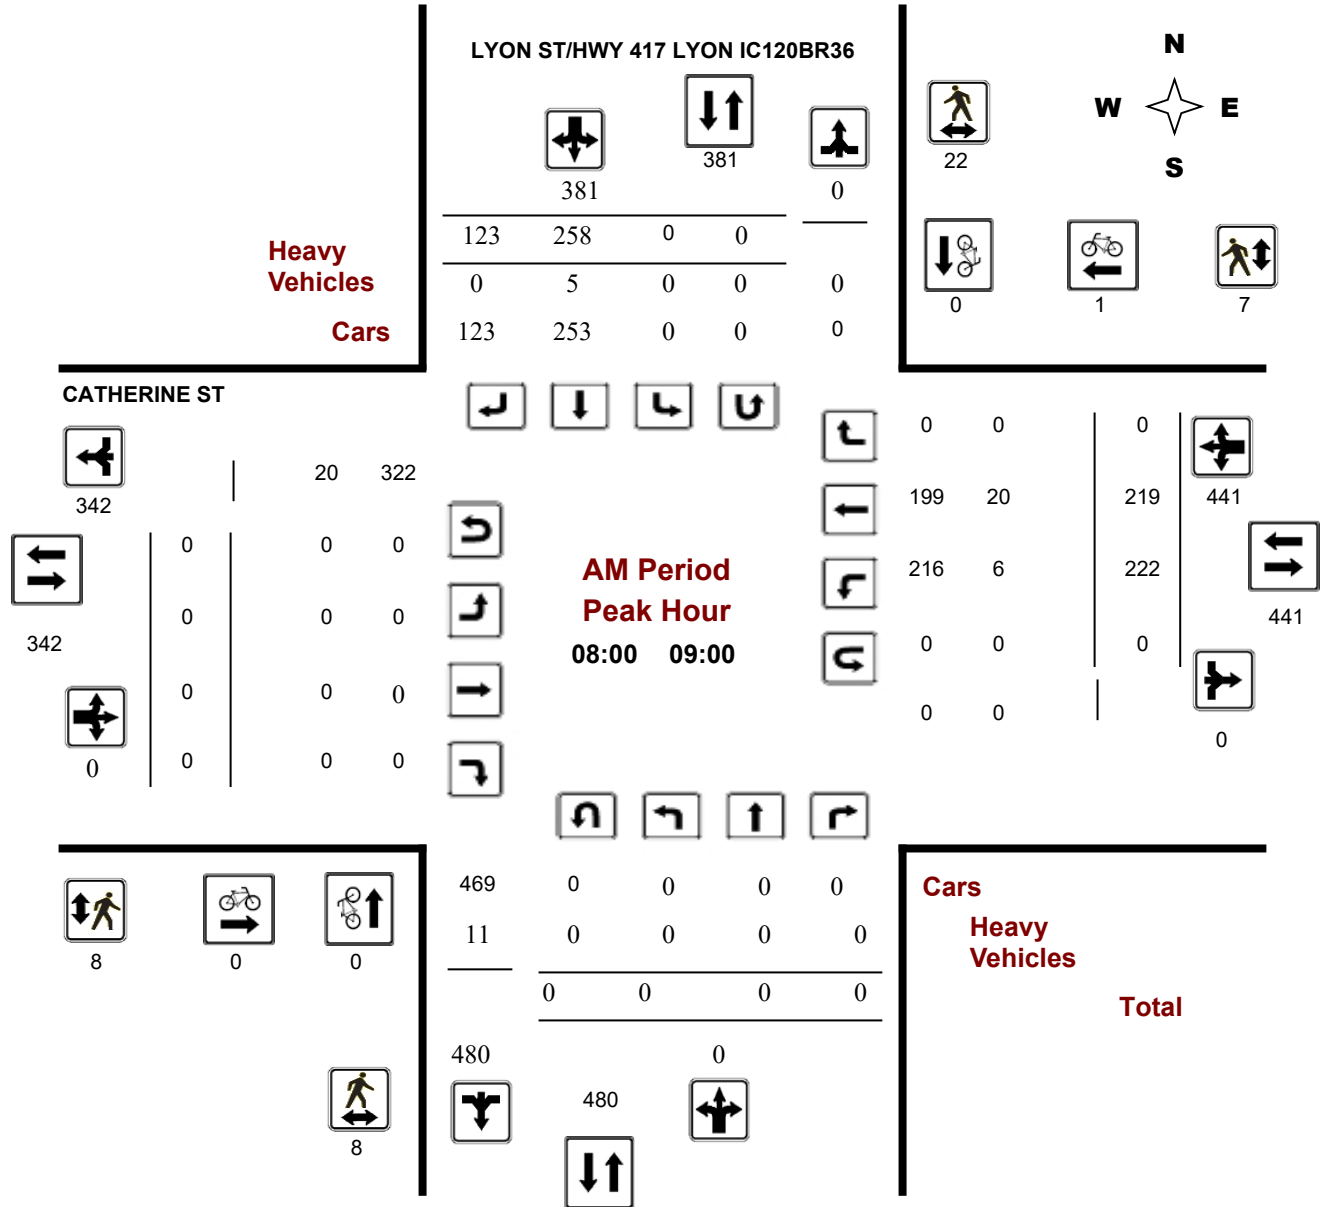 LYON ST/HWY 417 LYON IC120BR36
N
W E
S
381
22
381 0
123 258 0 0
Heavy
Vehicles
0 5 0 0 0
0 1 7
Cars
123 253 0 0 0
CATHERINE ST
0 0 0
20 322
342
199 20 219 441
0 0 0
AM Period
216 6 222
Peak Hour
0 0 0
441
342
08:00 09:00
0 0 0
0 0 0
0 0
0
0 0 0
0
469 0 0 0 0
Cars
11 0 0 0 0
Heavy
Vehicles
8 0 0
0 0 0 0
Total
480 0
480
8